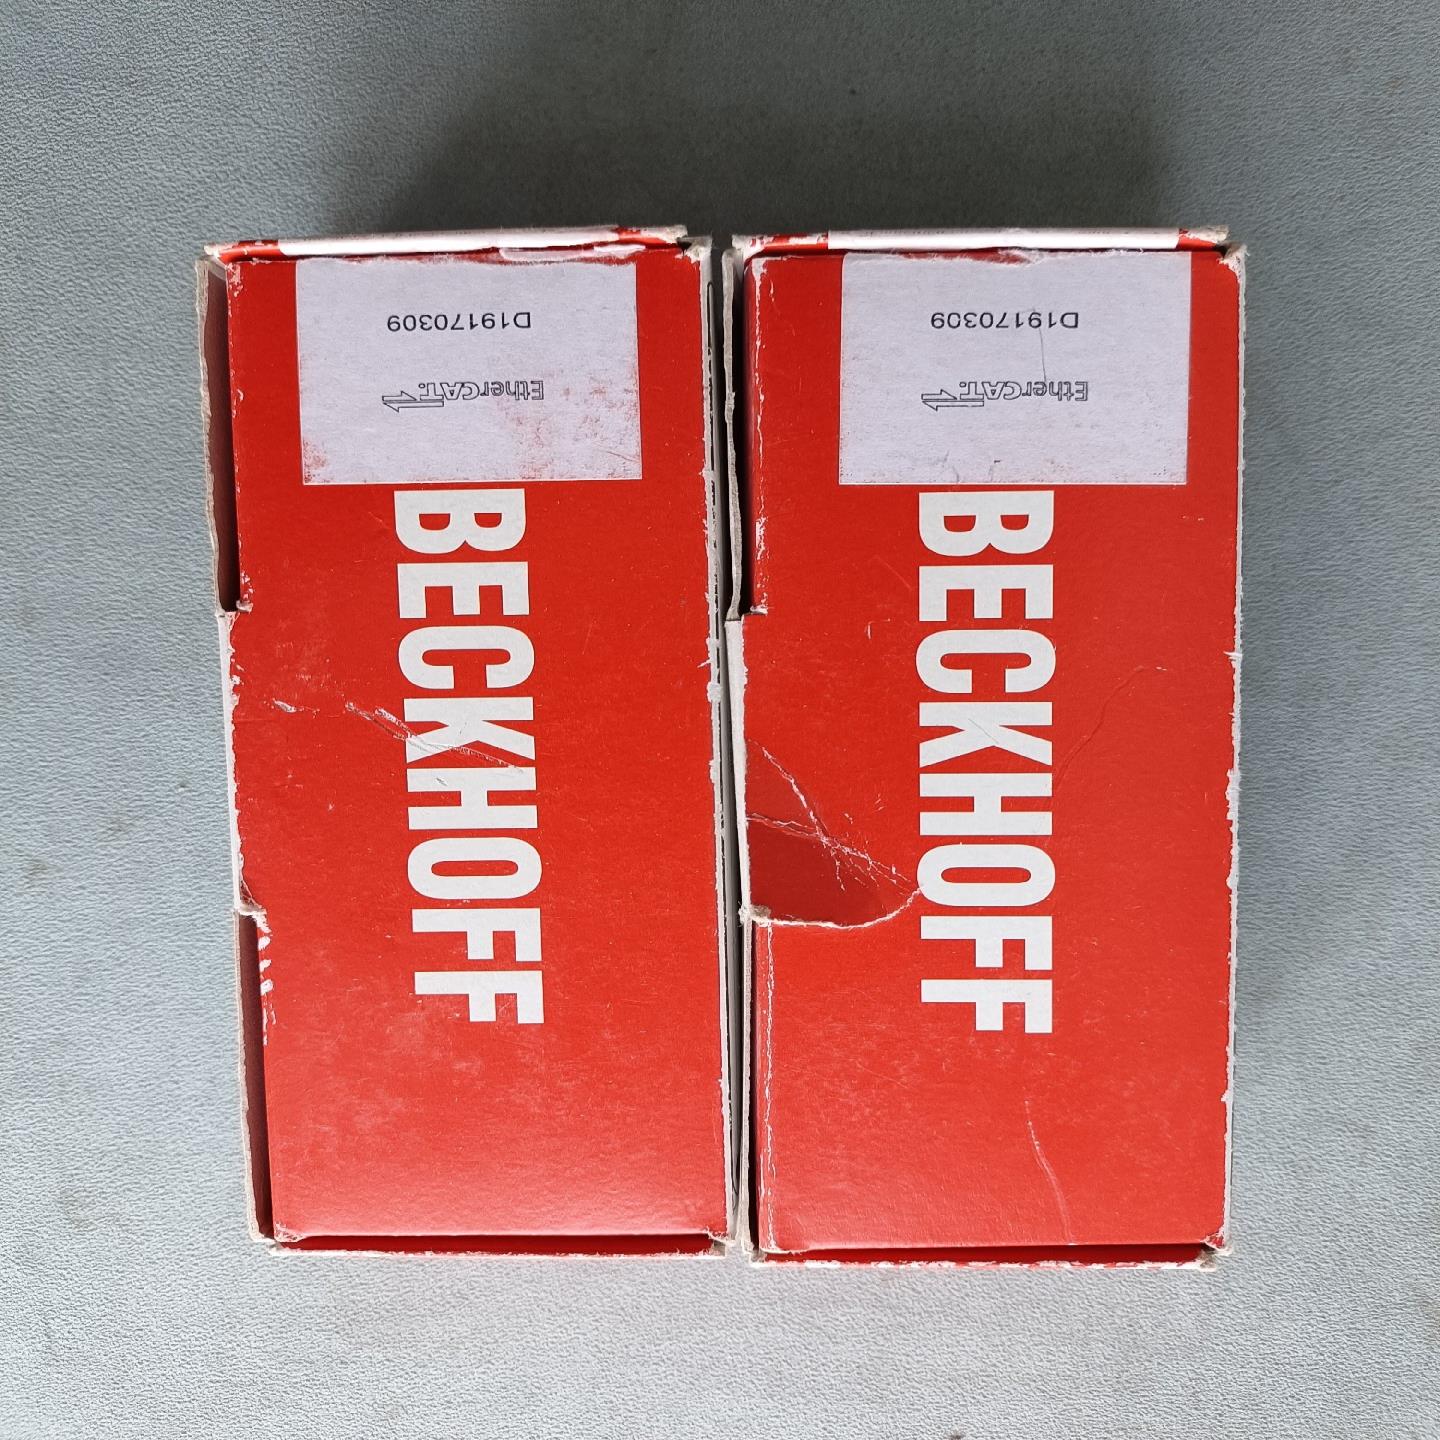 D19170309
EtherCAT.
BECKHOFF
D19170309
EtherCAT.
BECKHOFF